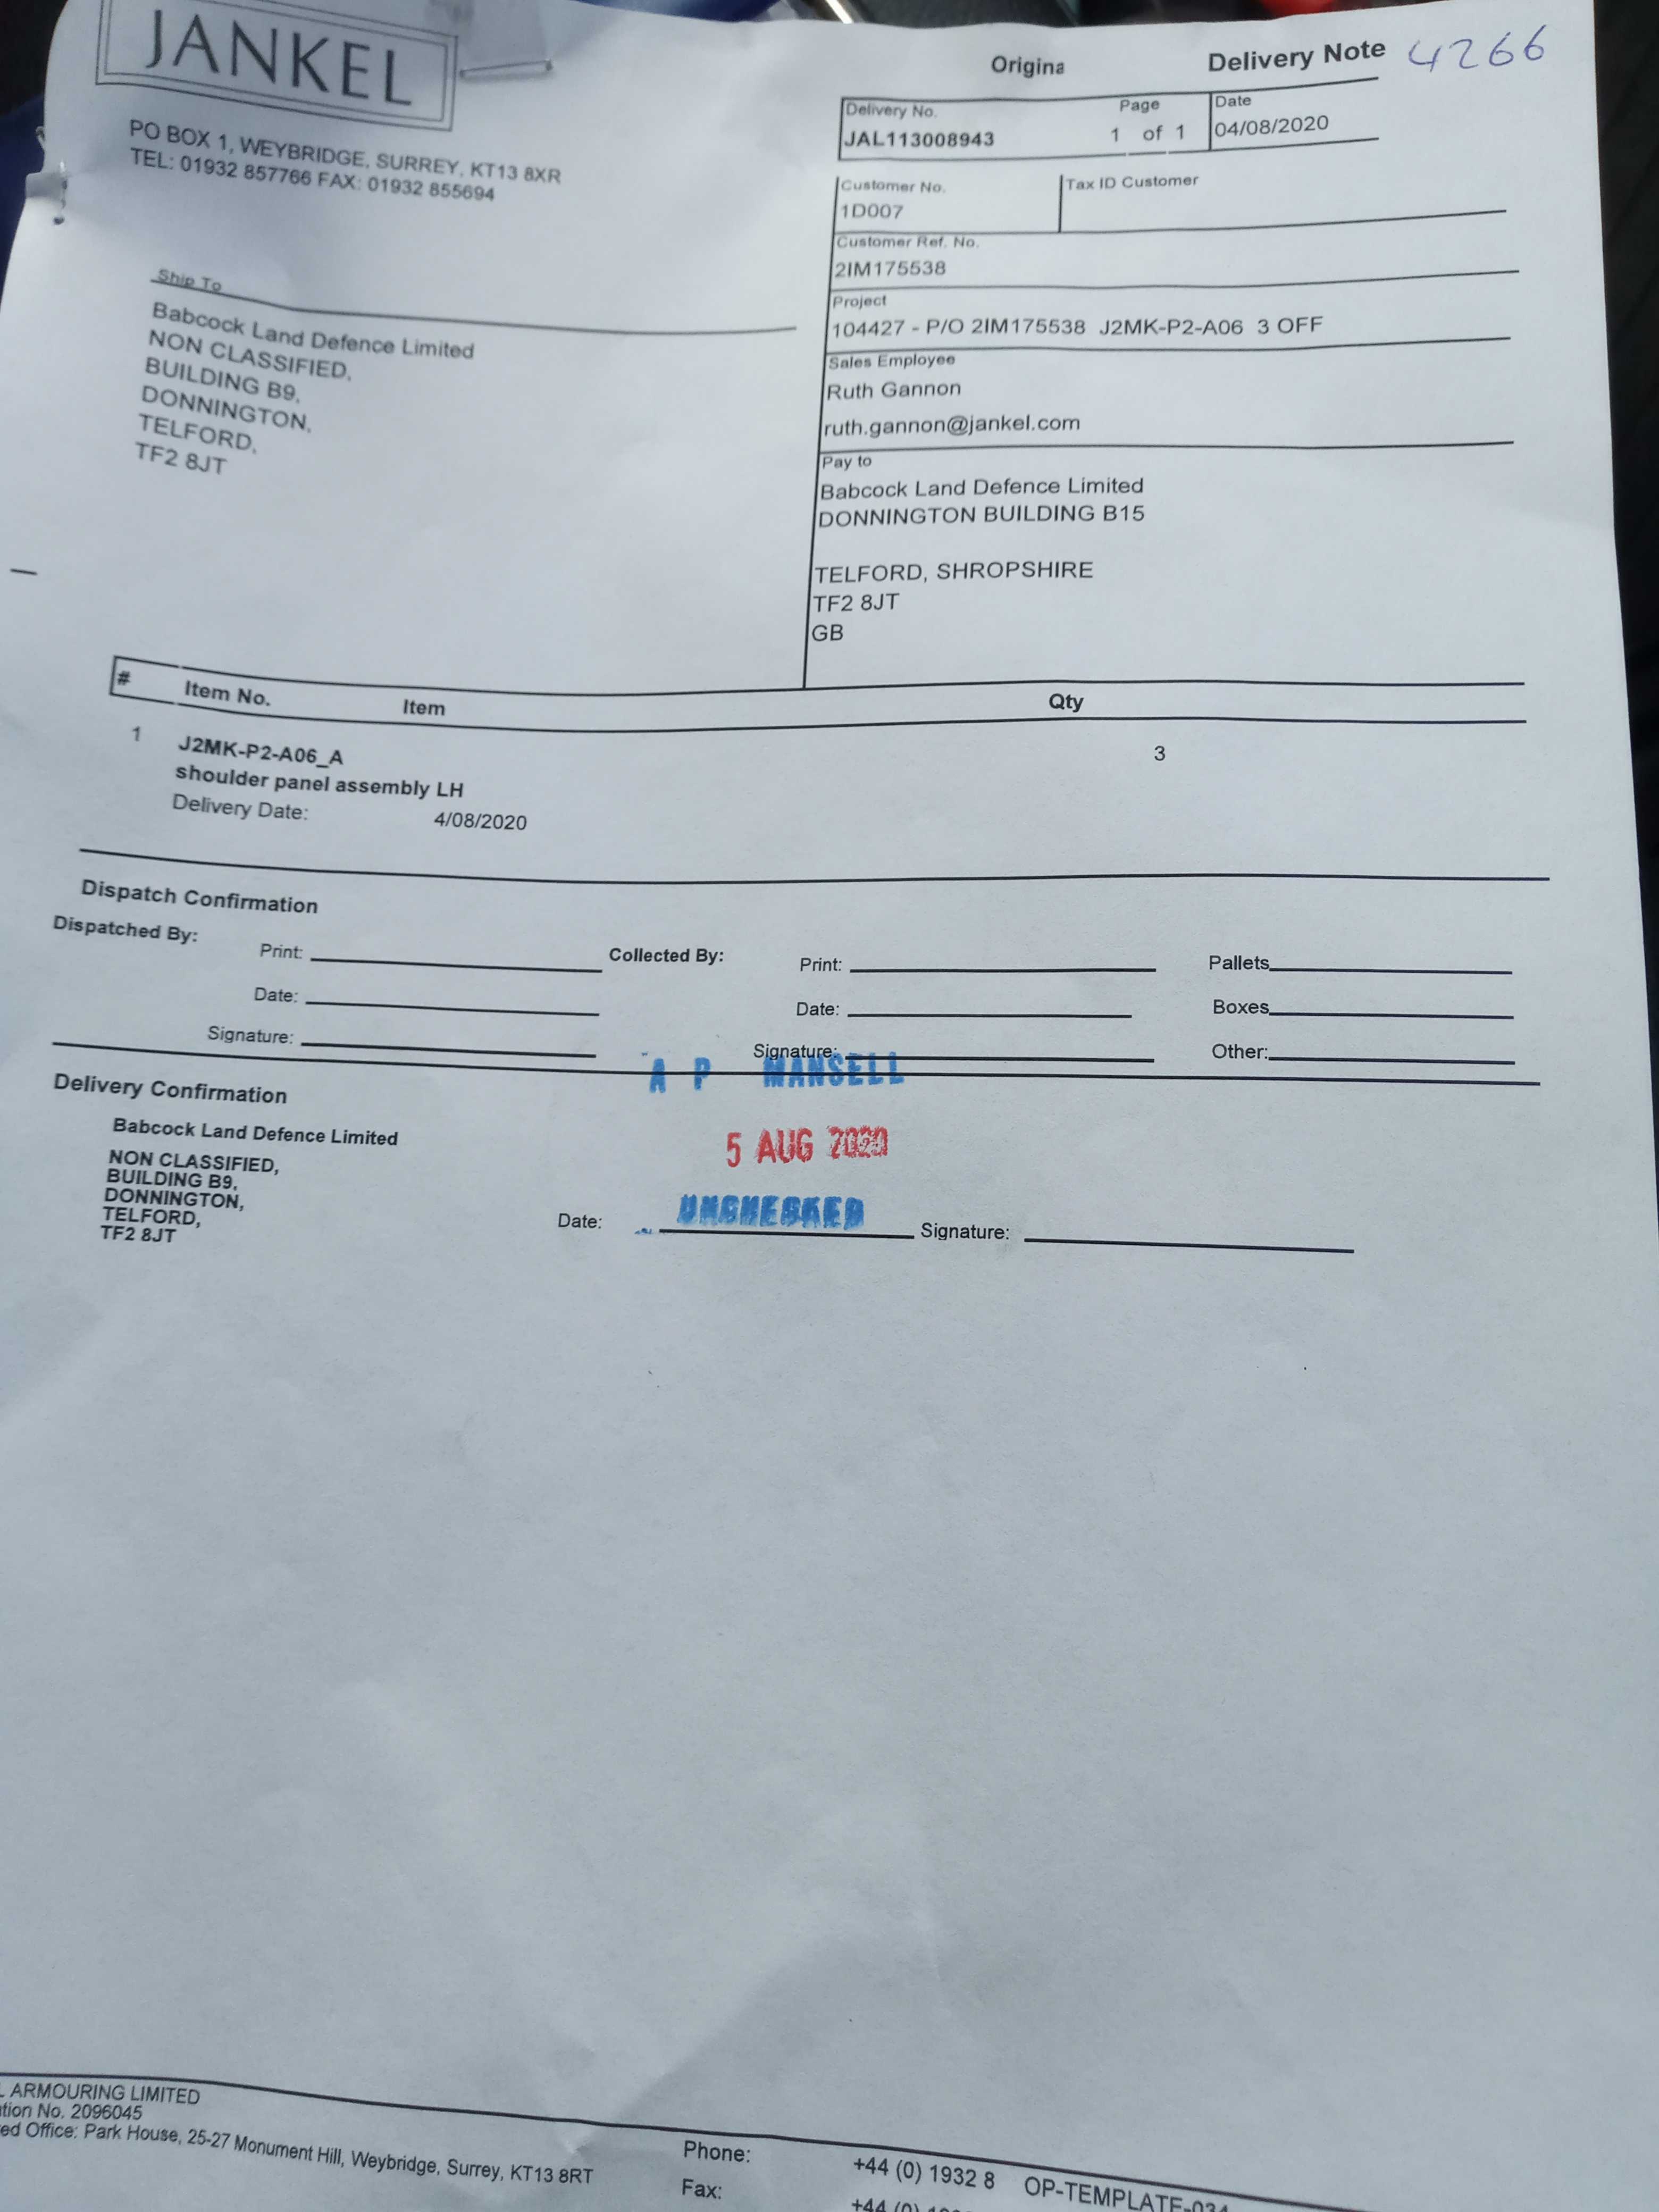 JANKEL
PO BOX 1, WEYBRIDGE, SURREY, KT13 8XR
TEL: 01932 857766 FAX: 01932 855694
Origina Delivery Note 4266
Delivery No. Page Date
JAL113008943 1 of 1 04/08/2020
Customer No. Tax ID Customer
1D007
Customer Ref. No.
2IM175538
Project
104427 - P/O 2IM175538 J2MK-P2-A06 3 OFF
Sales Employee
Ruth Gannon
ruth.gannon@jankel.com
Pay to
Babcock Land Defence Limited
DONNINGTON BUILDING B15
TELFORD, SHROPSHIRE
TF2 8JT
GB
Ship To
Babcock Land Defence Limited
NON CLASSIFIED,
BUILDING B9,
DONNINGTON,
TELFORD,
TF2 8JT
# Item No. Item Qty
1 J2MK-P2-A06_A 3
shoulder panel assembly LH
Delivery Date: 4/08/2020
Dispatch Confirmation
Dispatched By: Print: Collected By: Print: Pallets
Date: Date: Boxes
Signature: Signature: Other:
A P MANSELL
Delivery Confirmation
Babcock Land Defence Limited
NON CLASSIFIED,
BUILDING B9,
DONNINGTON,
TELFORD,
TF2 8JT
5 AUG 2020
UNCHECKED
Date: Signature:
ARMOURING LIMITED
tion No. 2096045
ed Office: Park House, 25-27 Monument Hill, Weybridge, Surrey, KT13 8RT
Phone: +44 (0) 1932 8 OP-TEMPLATE-034
Fax: +44 (0)